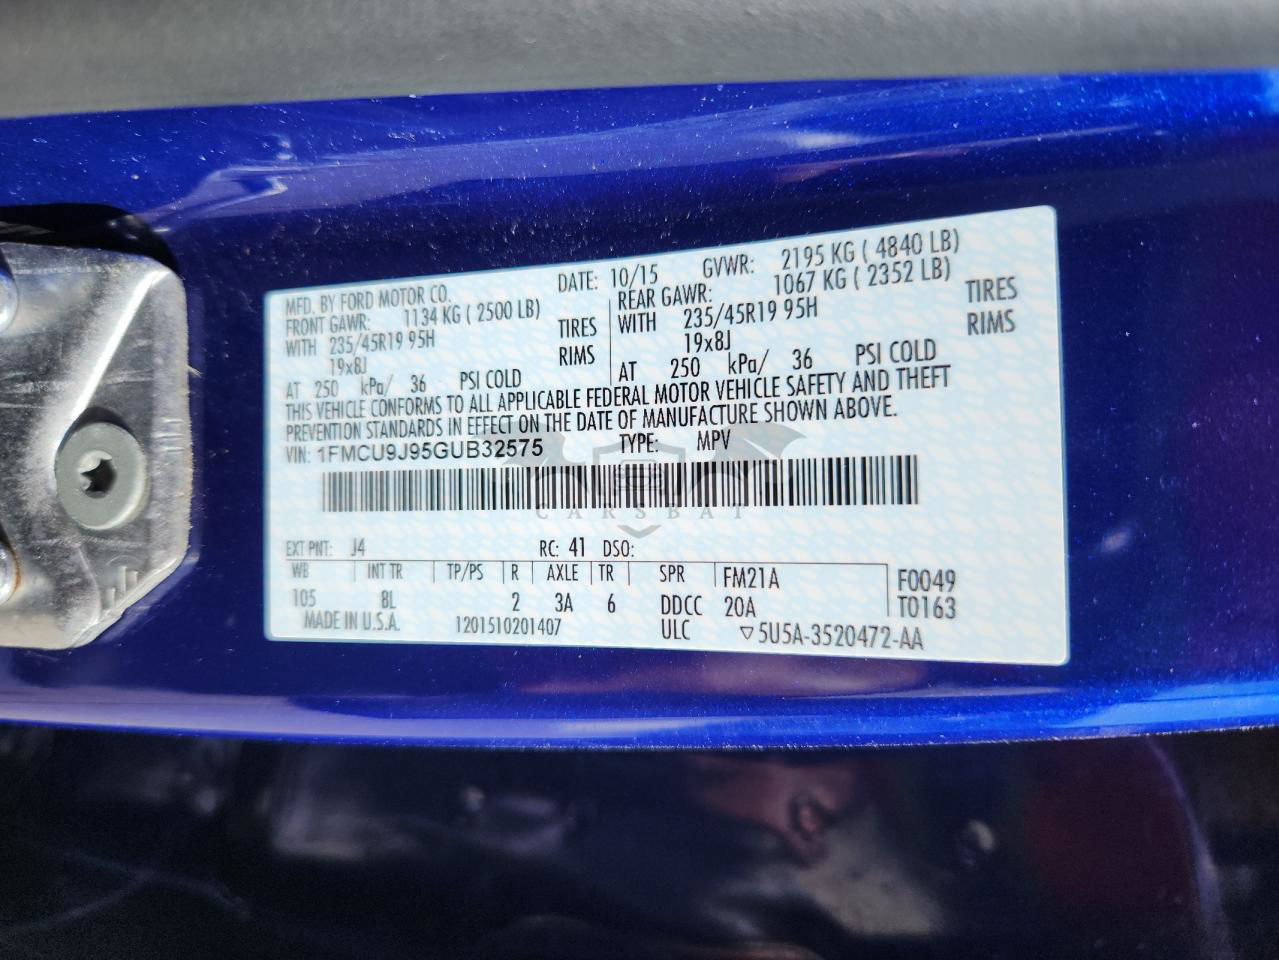 MFD. BY FORD MOTOR CO. DATE: 10/15 GVWR: 2195 KG ( 4840 LB)
FRONT GAWR: 1134 KG ( 2500 LB) REAR GAWR: 1067 KG ( 2352 LB)
WITH 235/45R19 95H TIRES WITH 235/45R19 95H TIRES
19x8J RIMS 19x8J RIMS
AT 250 kPa/ 36 PSI COLD AT 250 kPa/ 36 PSI COLD
THIS VEHICLE CONFORMS TO ALL APPLICABLE FEDERAL MOTOR VEHICLE SAFETY AND THEFT
PREVENTION STANDARDS IN EFFECT ON THE DATE OF MANUFACTURE SHOWN ABOVE.
VIN: 1FMCU9J95GUB32575 TYPE: MPV
CARSBAT
EXT PNT: J4 RC: 41 DSO:
WB INT TR TP/PS R AXLE TR SPR FM21A F0049
105 8L 2 3A 6 DDCC 20A T0163
MADE IN U.S.A. 1201510201407 ULC ▽5U5A-3520472-AA